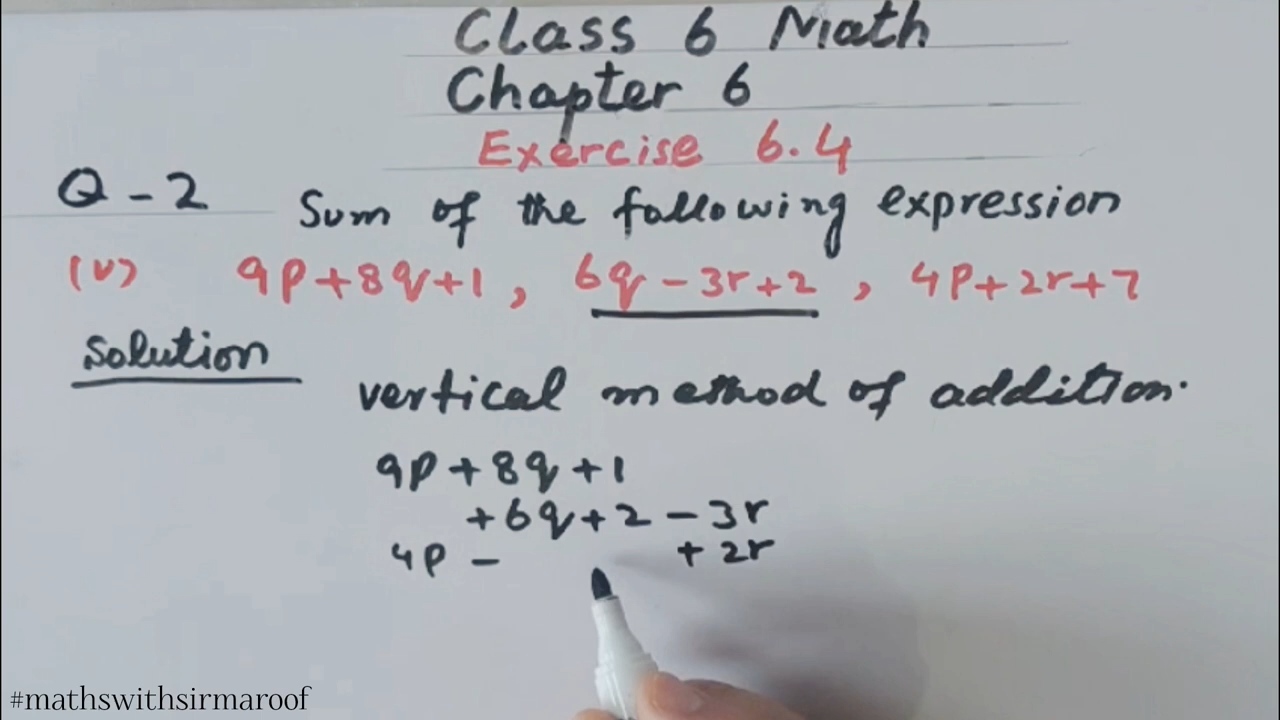 Class 6 Math
Chapter 6
Exercise 6.4
Q - 2 Sum of the following expression
(v) 9p+8q+1, 6q-3r+2, 4p+2r+7
Solution
vertical method of addition.
9p+8q+1
+6q+2-3r
4p - +2r
#mathswithsirmaroof